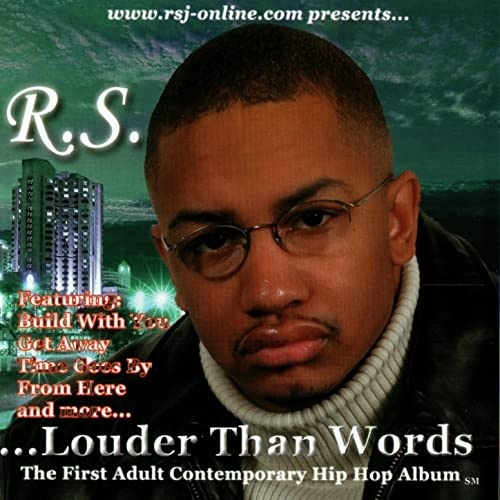 www.rsj-online.com presents...
R.S.
Featuring:
Build With You
Get Away
Time Goes By
From Here
and more...
...Louder Than Words
The First Adult Contemporary Hip Hop Album SM